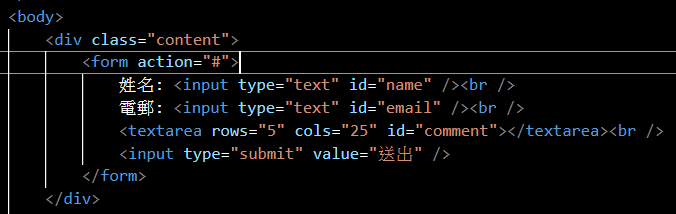 <body>
<div class="content">
<form action="#">
姓名: <input type="text" id="name" /><br />
電郵: <input type="text" id="email" /><br />
<textarea rows="5" cols="25" id="comment"></textarea><br />
<input type="submit" value="送出" />
</form>
</div>